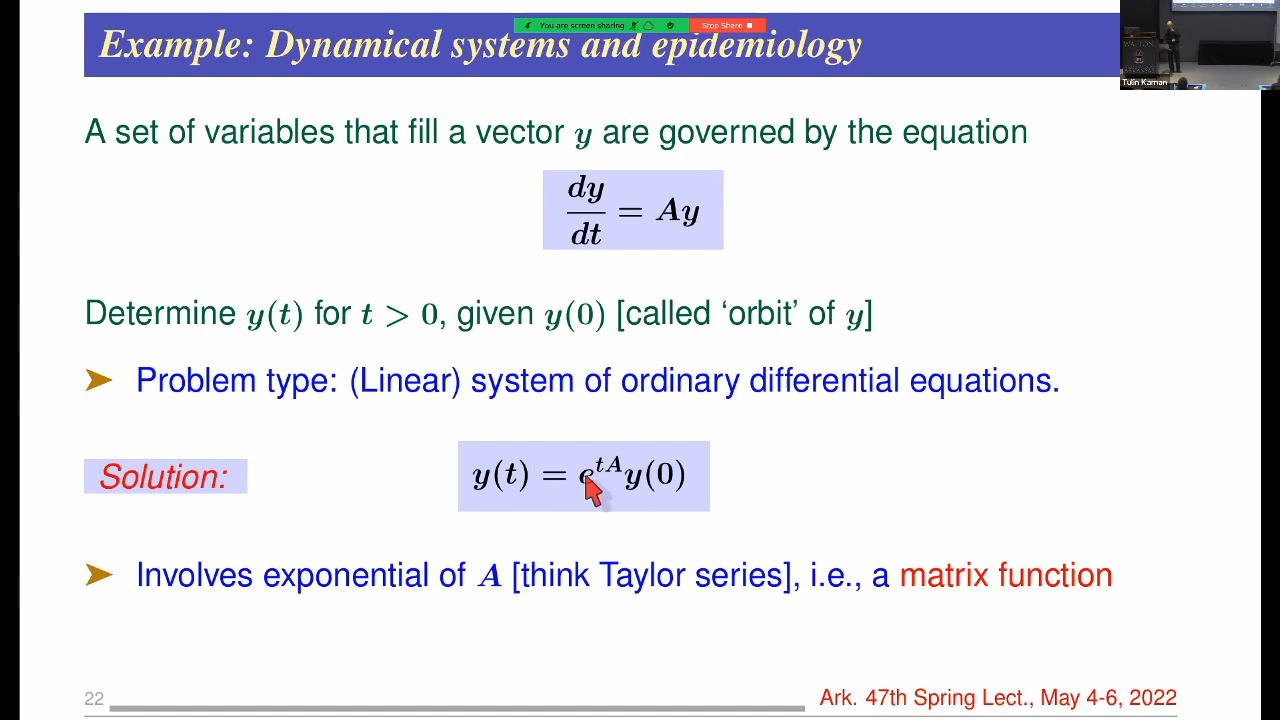 You are screen sharing
Stop Share
Example: Dynamical systems and epidemiology
WALTON
Tulin Kaman
A set of variables that fill a vector y are governed by the equation
dy/dt = Ay
Determine y(t) for t > 0, given y(0) [called ‘orbit’ of y]
➤ Problem type: (Linear) system of ordinary differential equations.
Solution:
y(t) = e^{tA}y(0)
➤ Involves exponential of A [think Taylor series], i.e., a matrix function
22
Ark. 47th Spring Lect., May 4-6, 2022